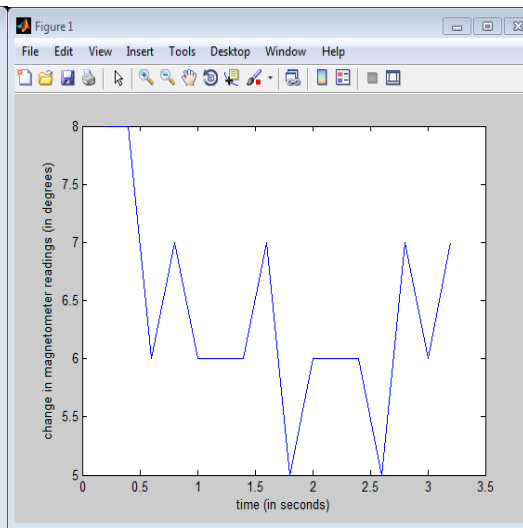 Figure 1
File Edit View Insert Tools Desktop Window Help
8
7.5
7
6.5
6
5.5
5
change in magnetometer readings (in degrees)
0 0.5 1 1.5 2 2.5 3 3.5
time (in seconds)